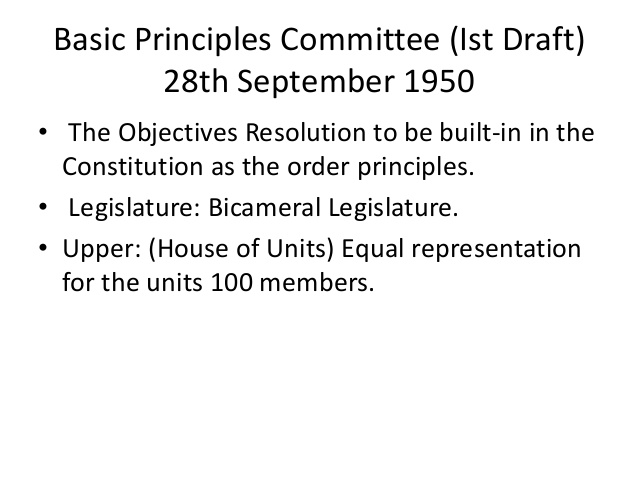 Basic Principles Committee (Ist Draft)
28th September 1950
• The Objectives Resolution to be built-in in the
Constitution as the order principles.
• Legislature: Bicameral Legislature.
• Upper: (House of Units) Equal representation
for the units 100 members.